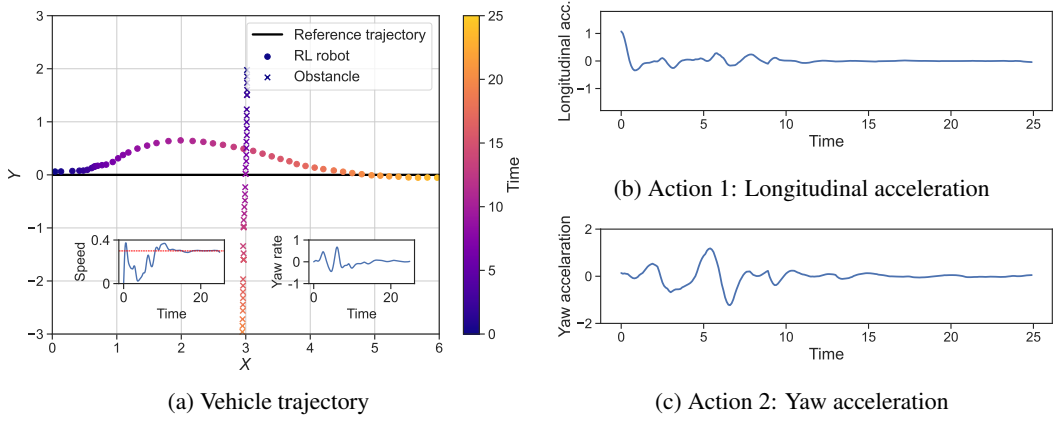 3
2
1
0
−1
−2
−3
Y
Reference trajectory
RL robot
Obstacle
0.4
0
Speed
0
20
Time
1
0
-1
Yaw rate
0
20
Time
0
1
2
3
4
5
6
X
25
20
15
10
5
0
Time
(a) Vehicle trajectory
Longitudinal acc.
1
0
−1
0
5
10
15
20
25
Time
(b) Action 1: Longitudinal acceleration
Yaw accelaration
2
0
−2
0
5
10
15
20
25
Time
(c) Action 2: Yaw acceleration